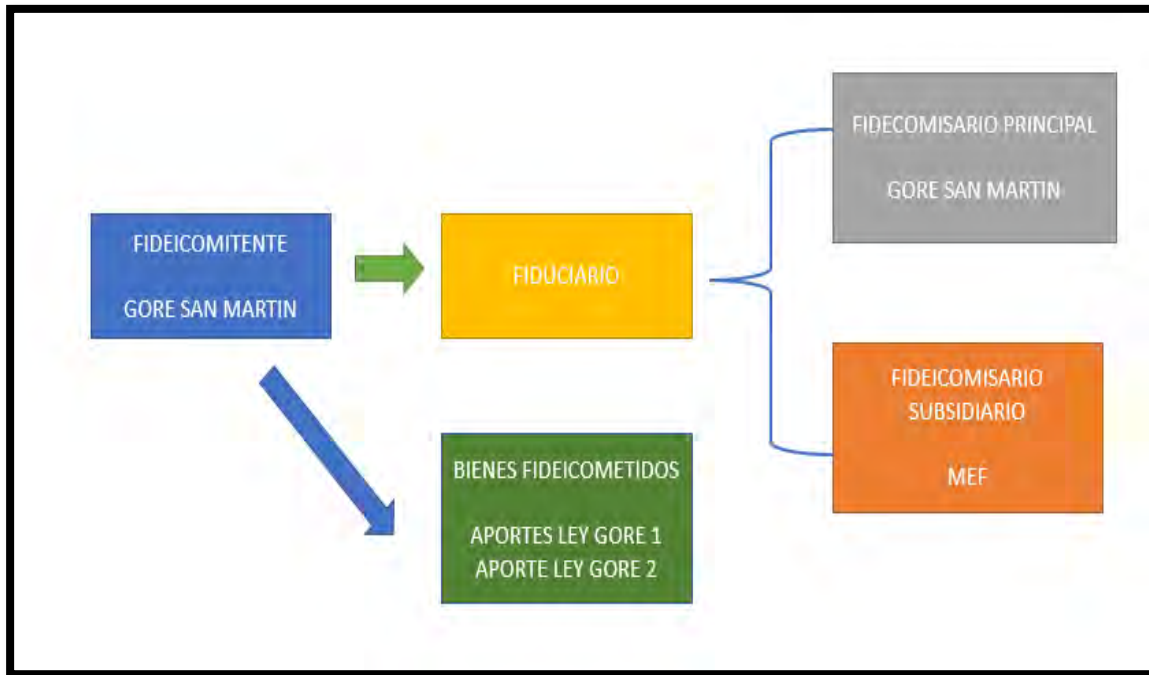 FIDEICOMITENTE
GORE SAN MARTIN
FIDUCIARIO
BIENES FIDEICOMETIDOS
APORTES LEY GORE 1
APORTE LEY GORE 2
FIDECOMISARIO PRINCIPAL
GORE SAN MARTIN
FIDEICOMISARIO
SUBSIDIARIO
MEF